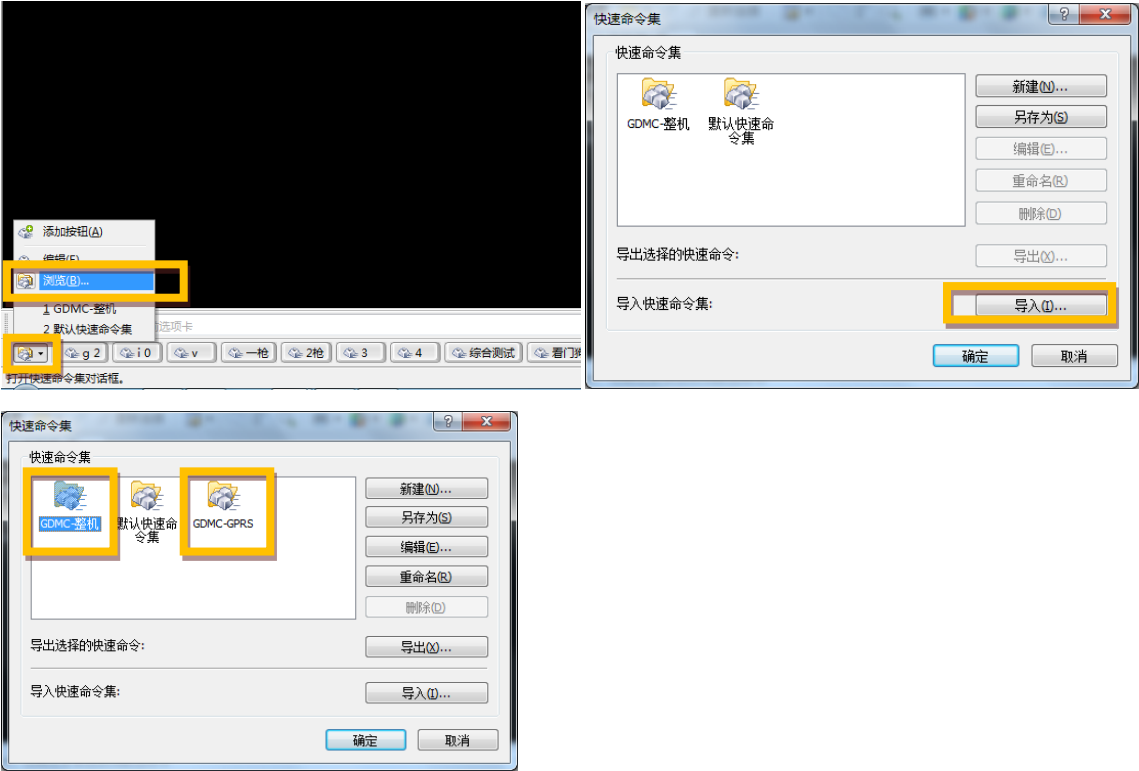 添加按钮(A)
编辑(E)
浏览(B)...
1 GDMC-整机
2 默认快速命令集
选项卡
g 2
i 0
v
一枪
2枪
3
4
综合测试
看门狗
打开快速命令集对话框。
快速命令集
快速命令集
GDMC-整机
默认快速命
令集
新建(N)...
另存为(S)
编辑(E)...
重命名(R)
删除(D)
导出选择的快速命令:
导出(X)...
导入快速命令集:
导入(I)...
确定
取消
快速命令集
快速命令集
GDMC-整机
默认快速命
令集
GDMC-GPRS
新建(N)...
另存为(S)
编辑(E)...
重命名(R)
删除(D)
导出选择的快速命令:
导出(X)...
导入快速命令集:
导入(I)...
确定
取消